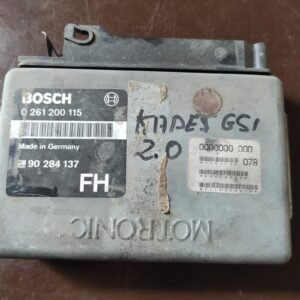 BOSCH
0 261 200 115
Made in Germany
GM 90 284 137
FH
KADES GSI
2.0
0000000 000
078
MOTRONIC